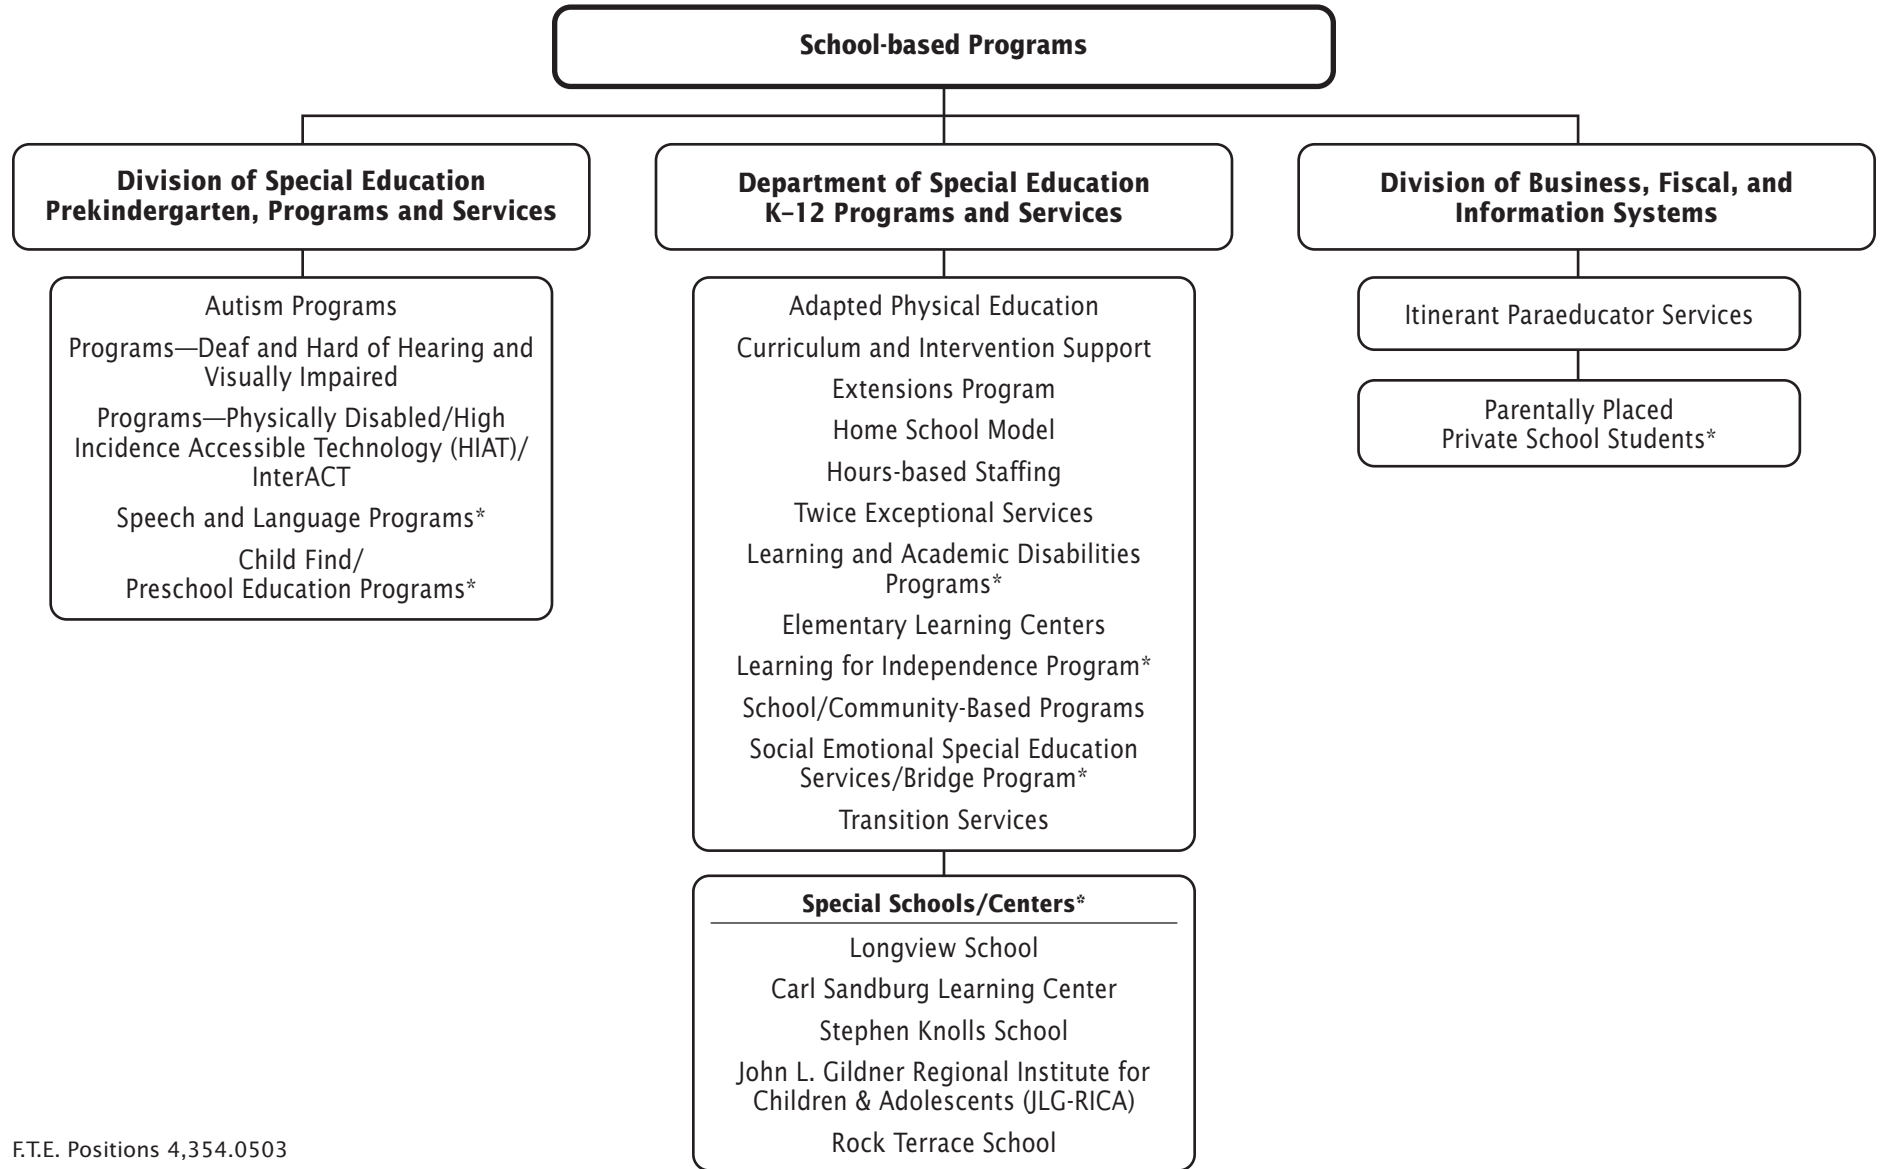 School-based Programs
Division of Special Education
Prekindergarten, Programs and Services
Autism Programs
Programs—Deaf and Hard of Hearing and
Visually Impaired
Programs—Physically Disabled/High
Incidence Accessible Technology (HIAT)/
InterACT
Speech and Language Programs*
Child Find/
Preschool Education Programs*
Department of Special Education
K–12 Programs and Services
Adapted Physical Education
Curriculum and Intervention Support
Extensions Program
Home School Model
Hours-based Staffing
Twice Exceptional Services
Learning and Academic Disabilities
Programs*
Elementary Learning Centers
Learning for Independence Program*
School/Community-Based Programs
Social Emotional Special Education
Services/Bridge Program*
Transition Services
Special Schools/Centers*
Longview School
Carl Sandburg Learning Center
Stephen Knolls School
John L. Gildner Regional Institute for
Children & Adolescents (JLG-RICA)
Rock Terrace School
Division of Business, Fiscal, and
Information Systems
Itinerant Paraeducator Services
Parentally Placed
Private School Students*
F.T.E. Positions 4,354.0503